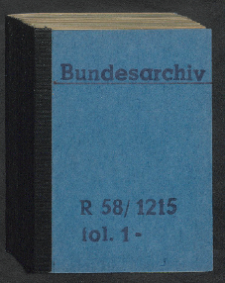 Bundesarchiv
R 58/1215
fol. 1-